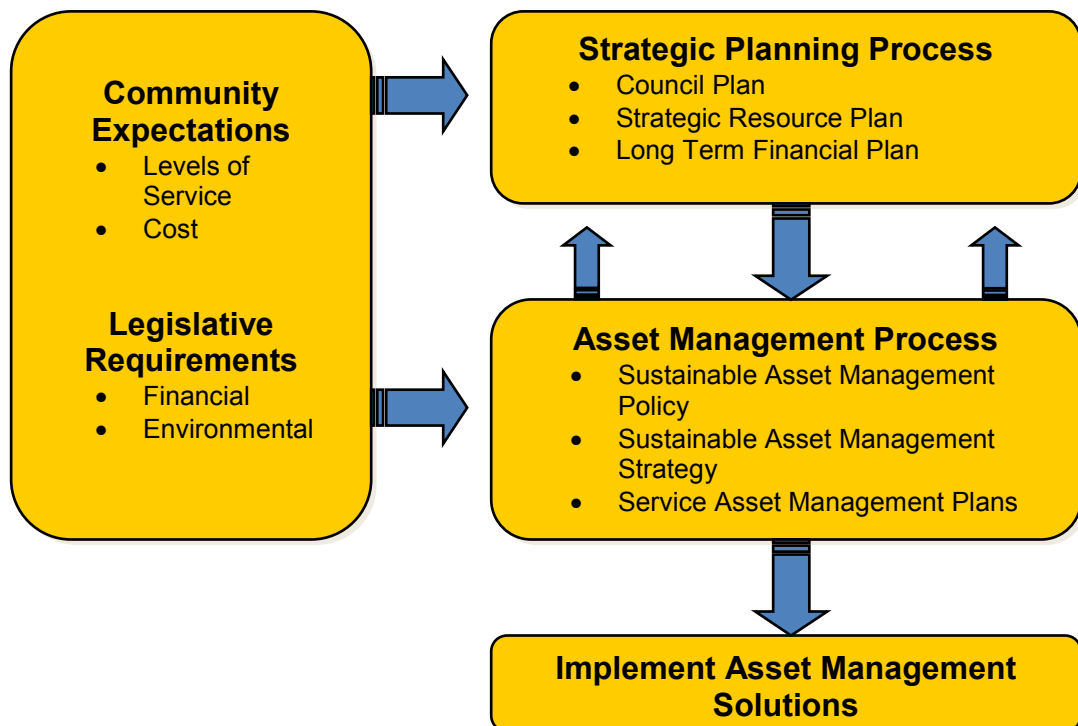 Community
Expectations
• Levels of
Service
• Cost
Legislative
Requirements
• Financial
• Environmental
Strategic Planning Process
• Council Plan
• Strategic Resource Plan
• Long Term Financial Plan
Asset Management Process
• Sustainable Asset Management
Policy
• Sustainable Asset Management
Strategy
• Service Asset Management Plans
Implement Asset Management
Solutions